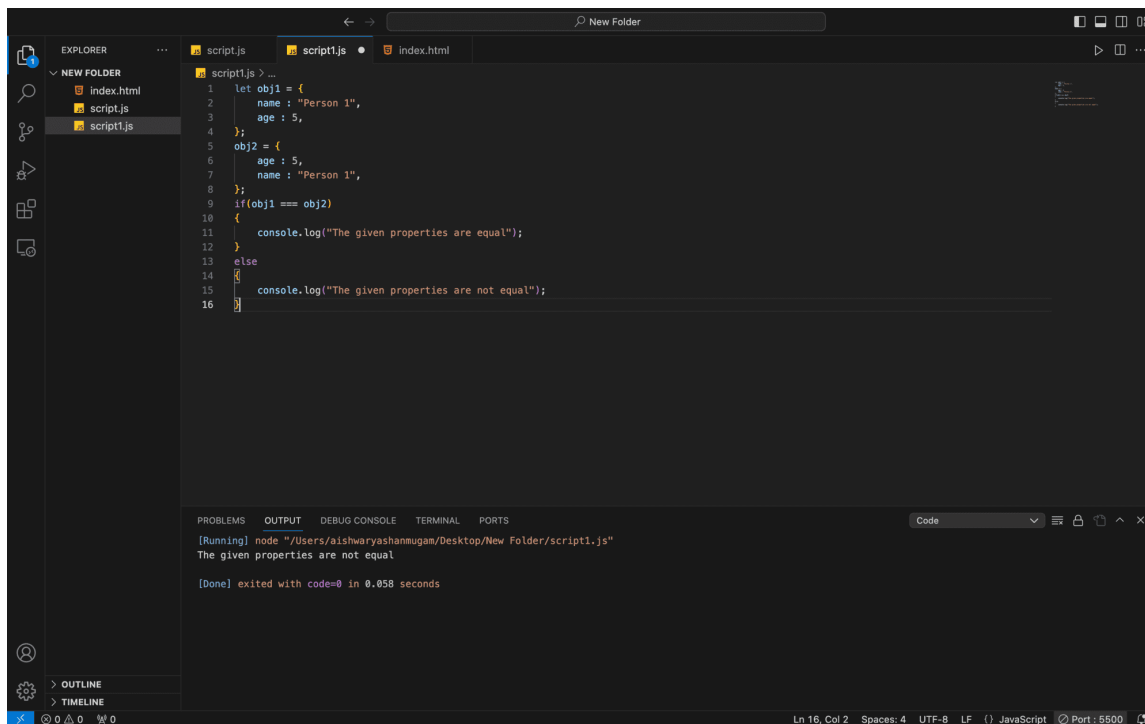 New Folder
EXPLORER
script.js
script1.js
index.html
1
NEW FOLDER
index.html
script.js
script1.js
script1.js > ...
1 let obj1 = {
2 name : "Person 1",
3 age : 5,
4 };
5 obj2 = {
6 age : 5,
7 name : "Person 1",
8 };
9 if(obj1 === obj2)
10 {
11 console.log("The given properties are equal");
12 }
13 else
14 {
15 console.log("The given properties are not equal");
16 }
PROBLEMS OUTPUT DEBUG CONSOLE TERMINAL PORTS
Code
[Running] node "/Users/aishwaryashanmugam/Desktop/New Folder/script1.js"
The given properties are not equal
[Done] exited with code=0 in 0.058 seconds
OUTLINE
TIMELINE
0 0 0 Ln 16, Col 2 Spaces: 4 UTF-8 LF {} JavaScript Port : 5500